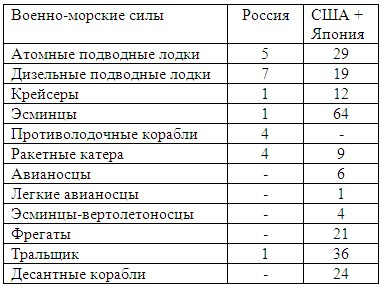 Военно-морские силы Россия США +
Япония
Атомные подводные лодки 5 29
Дизельные подводные лодки 7 19
Крейсеры 1 12
Эсминцы 1 64
Противолодочные корабли 4 -
Ракетные катера 4 9
Авианосцы - 6
Легкие авианосцы - 1
Эсминцы-вертолетоносцы - 4
Фрегаты - 21
Тральщик 1 36
Десантные корабли - 24